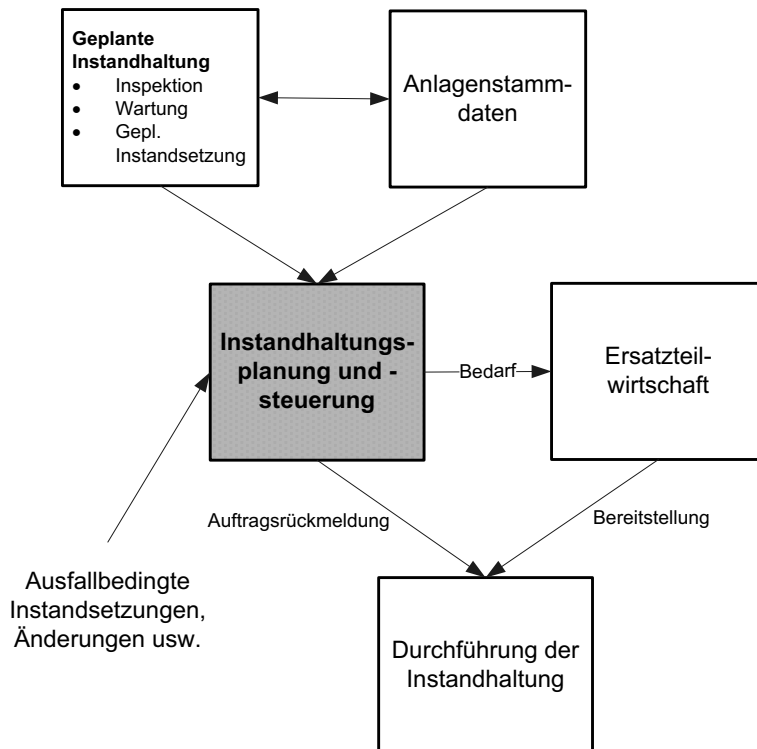 Geplante
Instandhaltung
• Inspektion
• Wartung
• Gepl.
Instandsetzung
Anlagenstamm-
daten
Instandhaltungs-
planung und -
steuerung
Bedarf
Ersatzteil-
wirtschaft
Auftragsrückmeldung
Bereitstellung
Ausfallbedingte
Instandsetzungen,
Änderungen usw.
Durchführung der
Instandhaltung